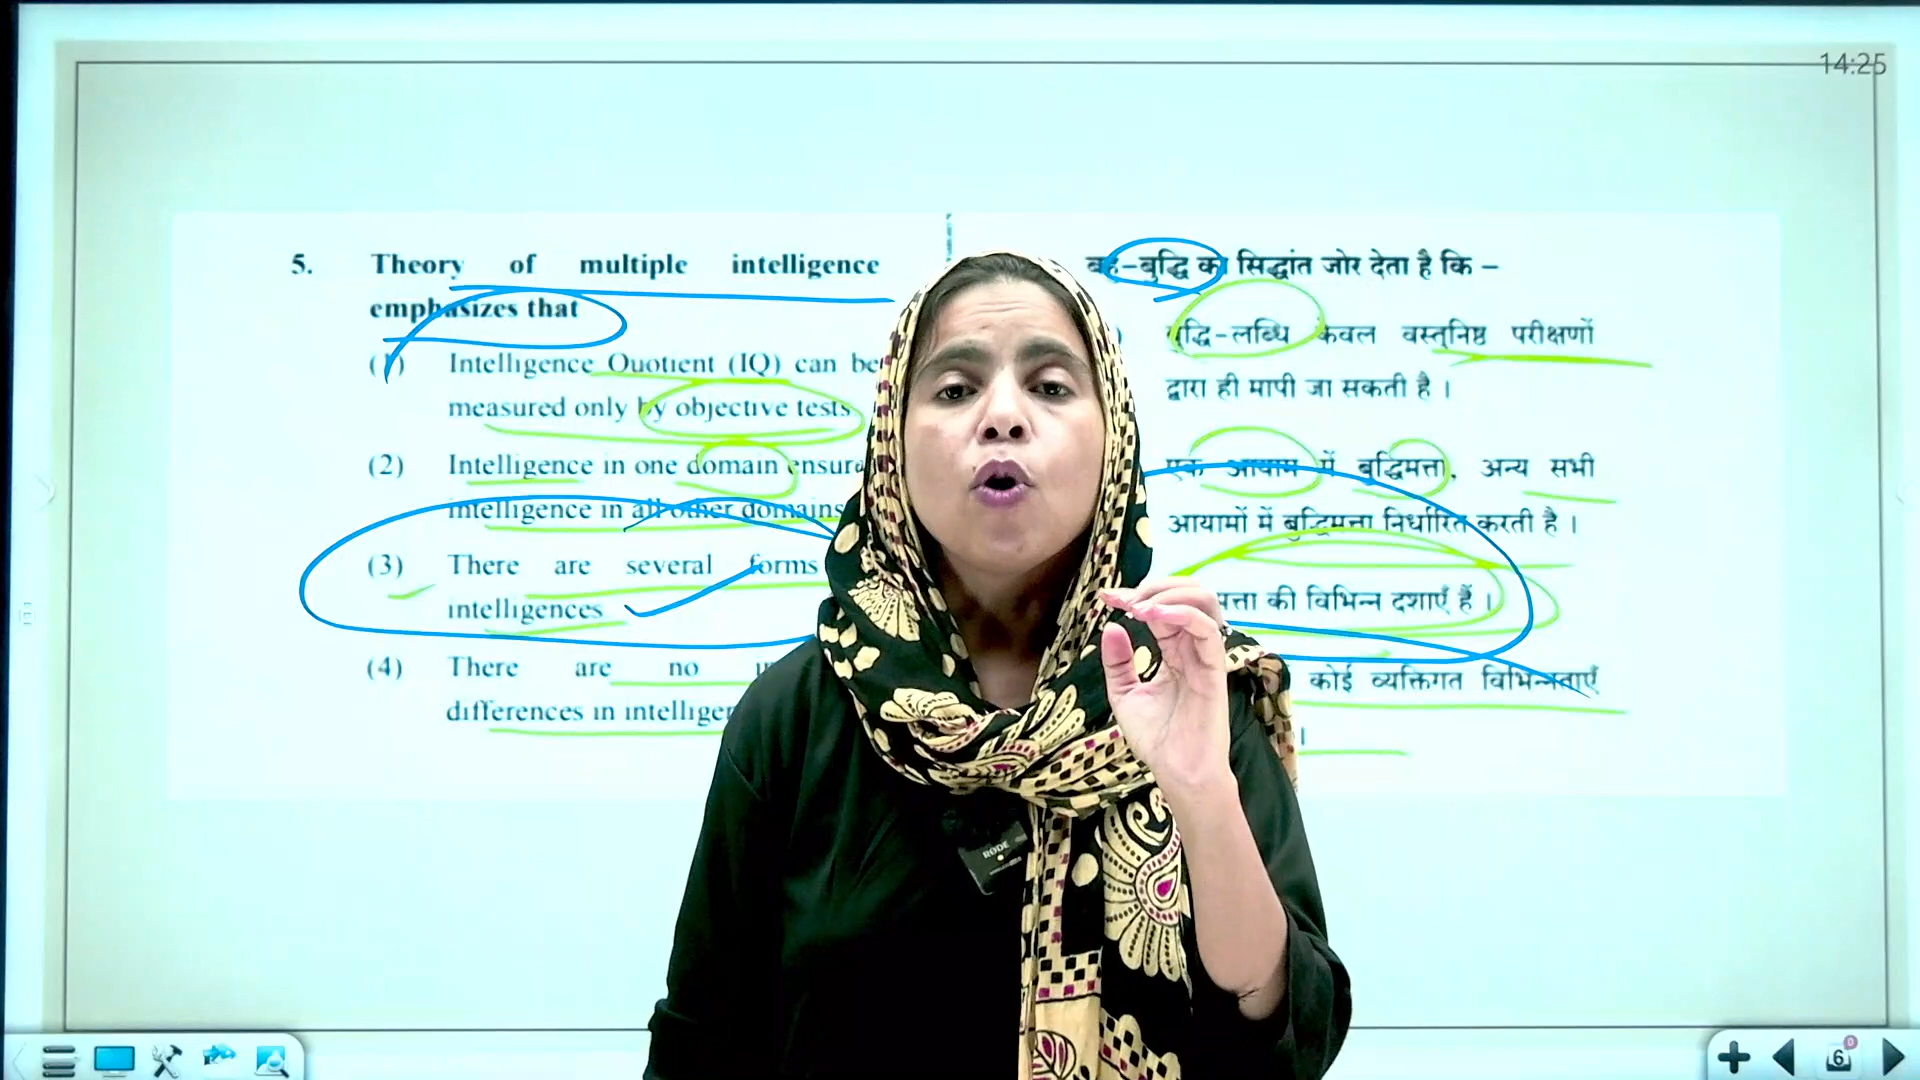 14:25
5. Theory of multiple intelligence
emphasizes that
(1) Intelligence Quotient (IQ) can be
measured only by objective tests
(2) Intelligence in one domain
intelligence in all other domains
(3) There are several forms
intelligences
(4) There are no
differences in
बहु-बुद्धि का सिद्धांत जोर देता है कि –
बुद्धि-लब्धि केवल वस्तुनिष्ठ परीक्षणों
द्वारा ही मापी जा सकती है ।
एक आयाम में बुद्धिमत्ता, अन्य सभी
आयामों में बुद्धिमत्ता निर्धारित करती है ।
की विभिन्न दशाएँ हैं ।
कोई व्यक्तिगत विभिन्नताएँ
।
RODE
6
0